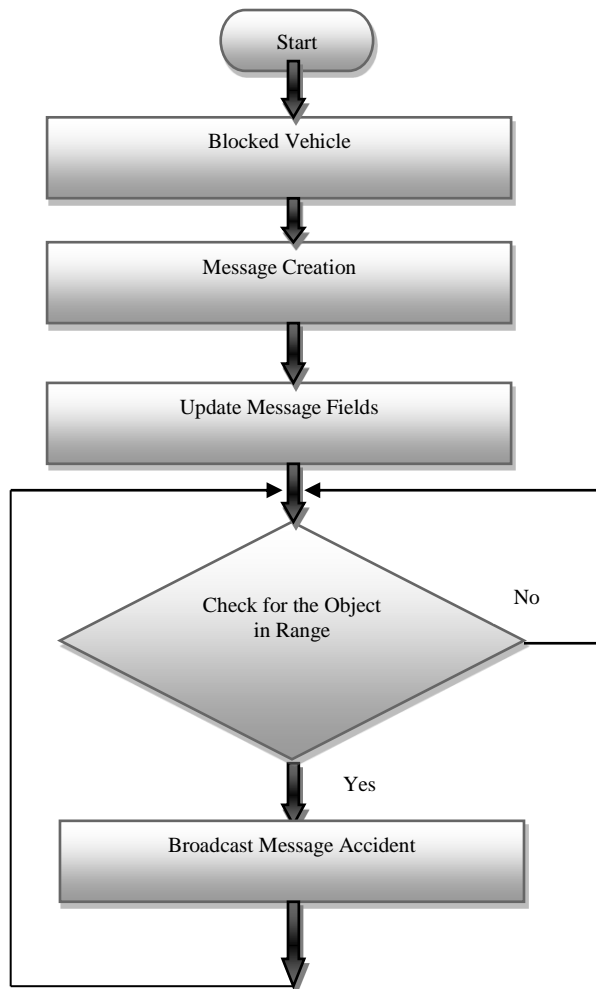 Start
Blocked Vehicle
Message Creation
Update Message Fields
Check for the Object
in Range
No
Yes
Broadcast Message Accident